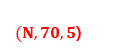 (N, 70, 5)